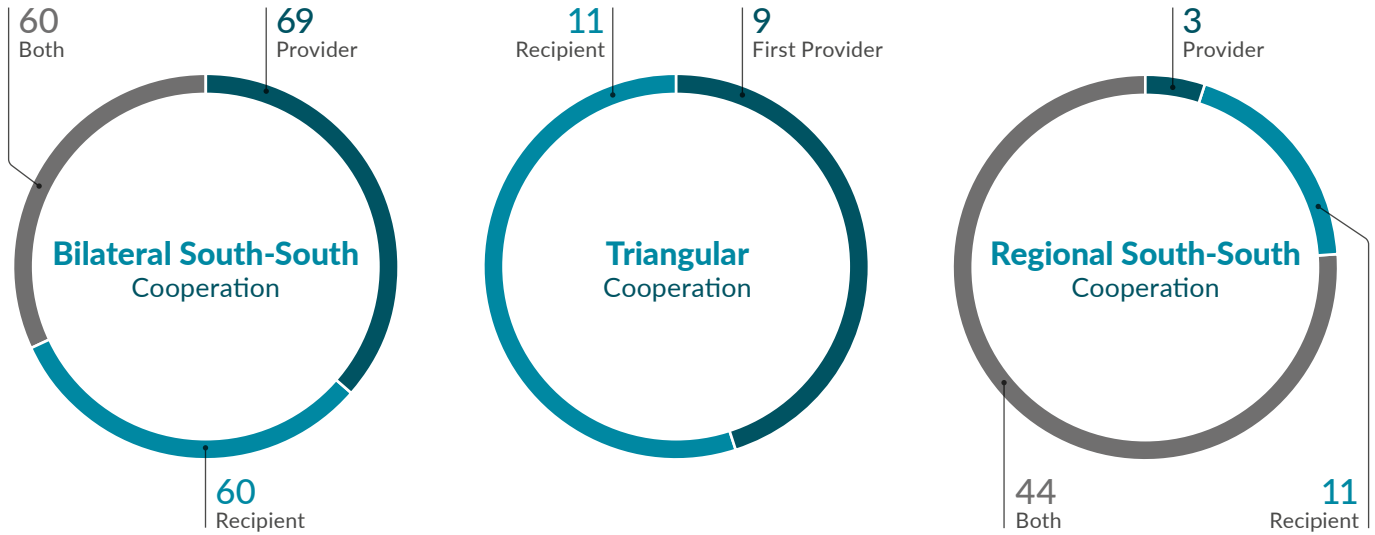 60
Both
69
Provider
Bilateral South-South
Cooperation
60
Recipient
11
Recipient
9
First Provider
Triangular
Cooperation
3
Provider
Regional South-South
Cooperation
44
Both
11
Recipient